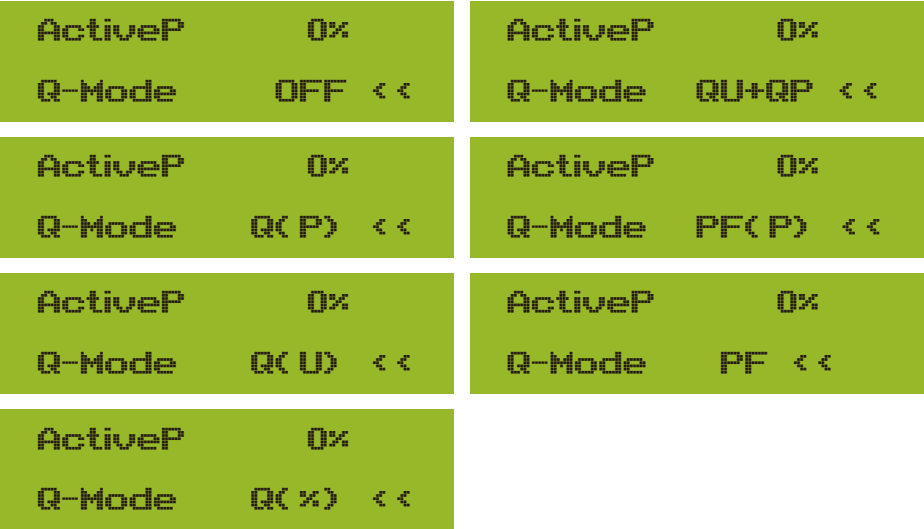 ActiveP 0%
Q-Mode OFF <<
ActiveP 0%
Q-Mode QU+QP <<
ActiveP 0%
Q-Mode Q(P) <<
ActiveP 0%
Q-Mode PF(P) <<
ActiveP 0%
Q-Mode Q(U) <<
ActiveP 0%
Q-Mode PF <<
ActiveP 0%
Q-Mode Q(%) <<